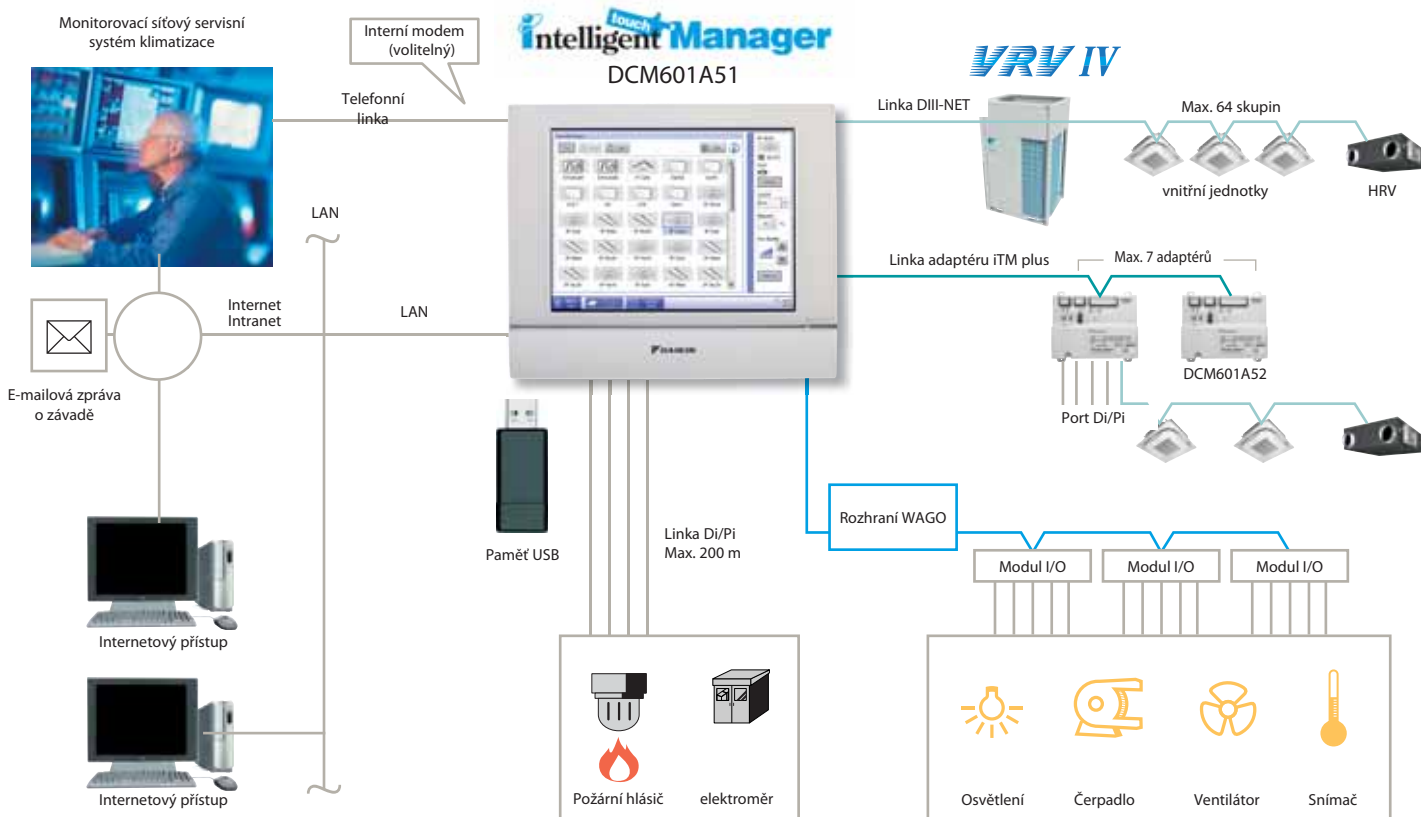 Monitorovací síťový servisní
systém klimatizace
Interní modem
(volitelný)
touch
intelligent Manager
DCM601A51
VRV IV
Telefonní
linka
Linka DIII-NET
Max. 64 skupin
vnitřní jednotky
HRV
LAN
Linka adaptéru iTM plus
Max. 7 adaptérů
Internet
Intranet
LAN
DAIKIN
DCM601A52
E-mailová zpráva
o závadě
Port Di/Pi
Rozhraní WAGO
Linka Di/Pi
Max. 200 m
Paměť USB
Modul I/O
Modul I/O
Modul I/O
Internetový přístup
Internetový přístup
Požární hlásič
elektroměr
Osvětlení
Čerpadlo
Ventilátor
Snímač